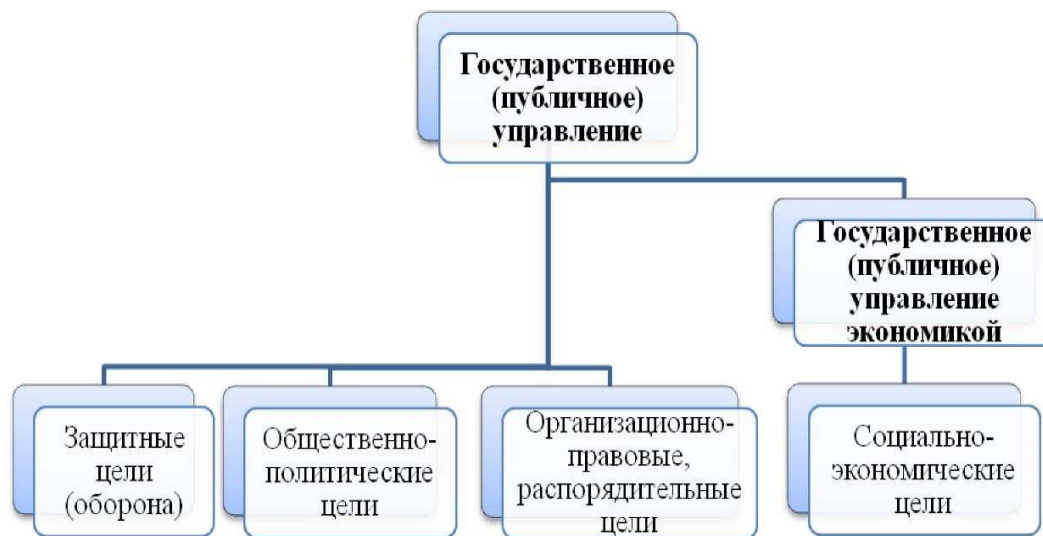 Государственное
(публичное)
управление
Государственное
(публичное)
управление
экономикой
Защитные
цели
(оборона)
Общественно-
политические
цели
Организационно-
правовые,
распорядительные
цели
Социально-
экономические
цели